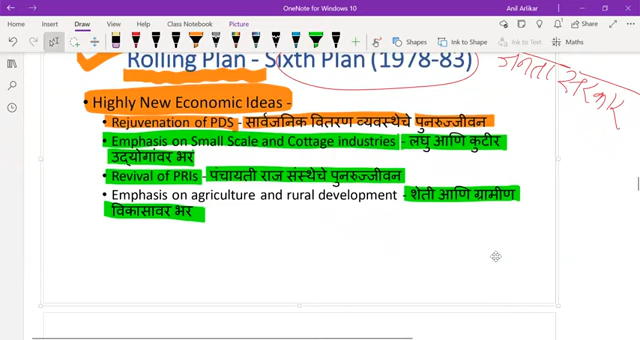 OneNote for Windows 10
Anil Arlikar
Home Insert Draw View Help Class Notebook
Share
Shapes Ink to Shape Ink to Text Maths
Rolling Plan - Sixth Plan (1978-83)
जनता सरकार
Highly New Economic Ideas -
Rejuvenation of PDS - सार्वजनिक वितरण व्यवस्थेचे पुनरुज्जीवन
Emphasis on Small Scale and Cottage industries - लघु आणि कुटीर
उद्योगांवर भर
Revival of PRIs - पंचायती राज संस्थेचे पुनरुज्जीवन
Emphasis on agriculture and rural development - शेती आणि ग्रामीण
विकासावर भर